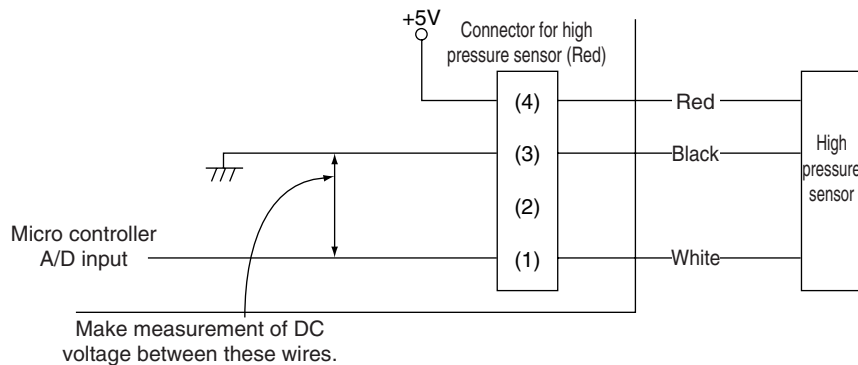 +5V
Connector for high
pressure sensor (Red)
(4)
Red
(3)
Black
High
pressure
sensor
(2)
Micro controller
A/D input
(1)
White
Make measurement of DC
voltage between these wires.